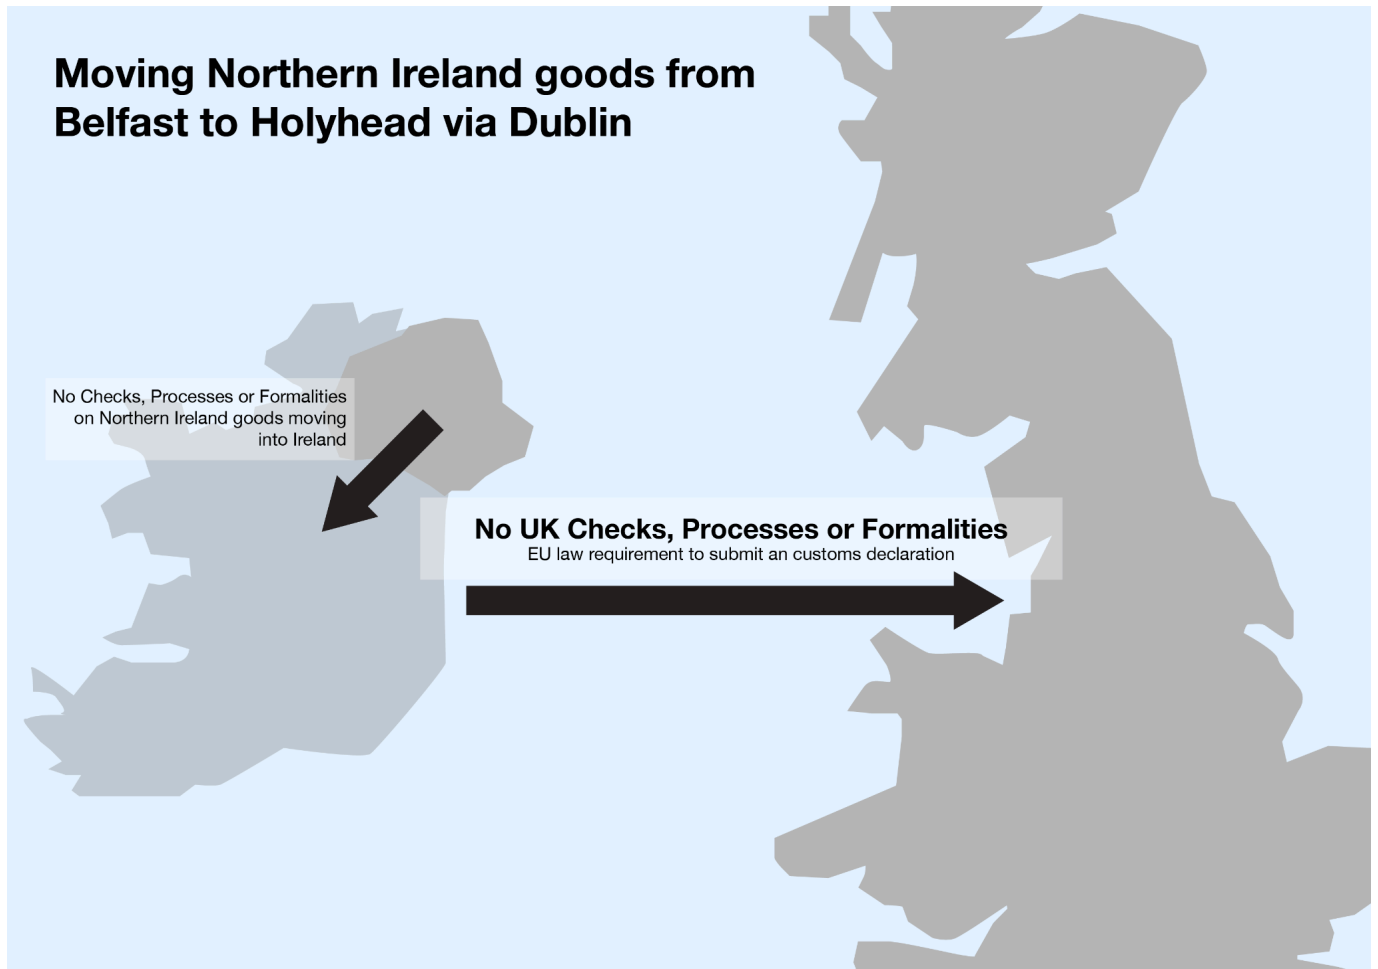 Moving Northern Ireland goods from
Belfast to Holyhead via Dublin
No Checks, Processes or Formalities
on Northern Ireland goods moving
into Ireland
No UK Checks, Processes or Formalities
EU law requirement to submit an customs declaration